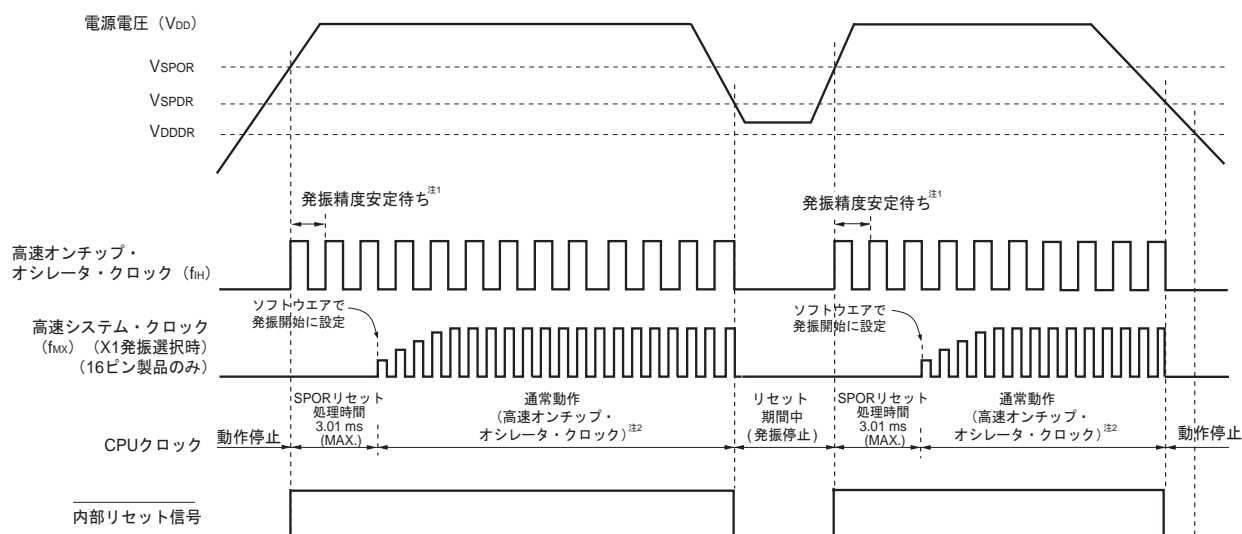 電源電圧（VDD）
VSPOR
VSPDR
VDDDR
発振精度安定待ち注1
発振精度安定待ち注1
高速オンチップ・
オシレータ・クロック（fIH）
ソフトウエアで
発振開始に設定
ソフトウエアで
発振開始に設定
高速システム・クロック
（fMX）（X1発振選択時）
（16ピン製品のみ）
SPORリセット
処理時間
3.01 ms
(MAX.)
通常動作
（高速オンチップ・
オシレータ・クロック）注2
リセット
期間中
（発振停止）
SPORリセット
処理時間
3.01 ms
(MAX.)
通常動作
（高速オンチップ・
オシレータ・クロック）注2
CPUクロック
動作停止
動作停止
内部リセット信号